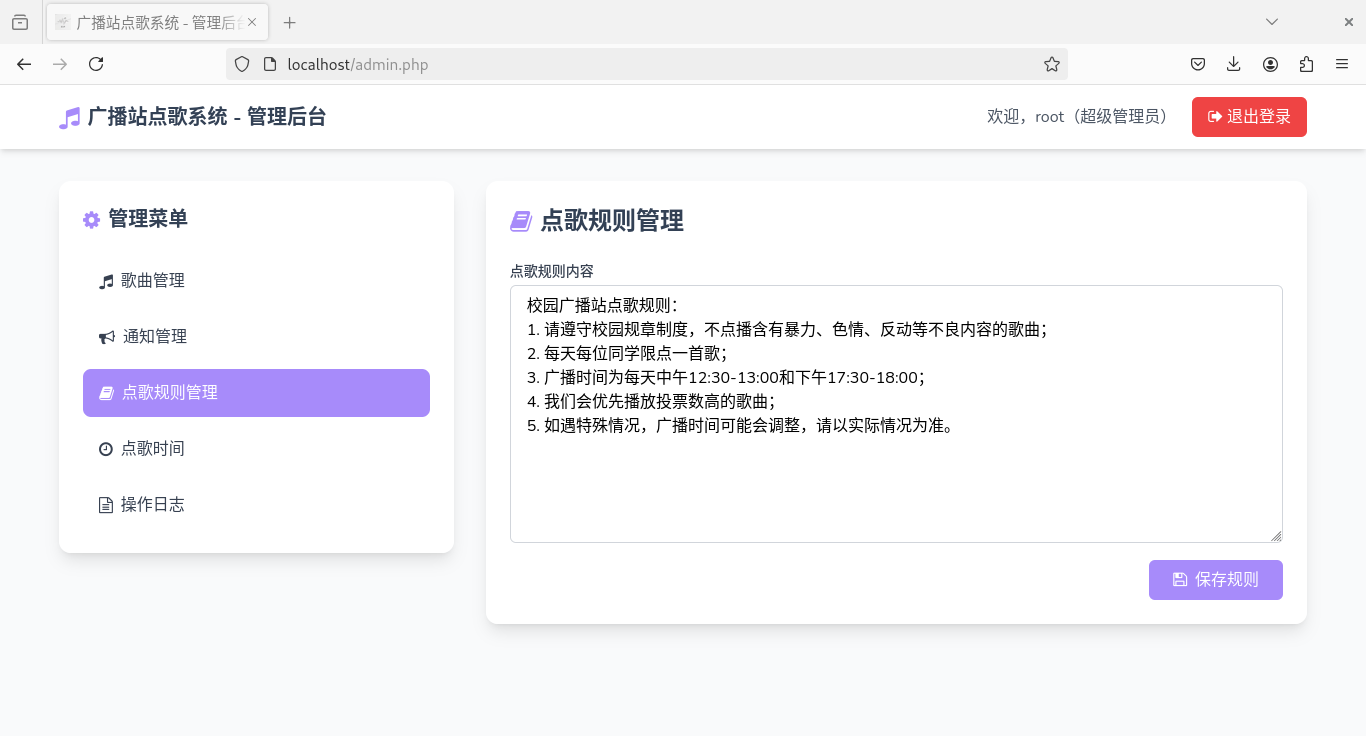 广播站点歌系统 - 管理后台
localhost/admin.php
广播站点歌系统 - 管理后台
欢迎，root（超级管理员）
退出登录
管理菜单
歌曲管理
通知管理
点歌规则管理
点歌时间
操作日志
点歌规则管理
点歌规则内容
校园广播站点歌规则：
1. 请遵守校园规章制度，不点播含有暴力、色情、反动等不良内容的歌曲；
2. 每天每位同学限点一首歌；
3. 广播时间为每天中午12:30-13:00和下午17:30-18:00；
4. 我们会优先播放投票数高的歌曲；
5. 如遇特殊情况，广播时间可能会调整，请以实际情况为准。
保存规则